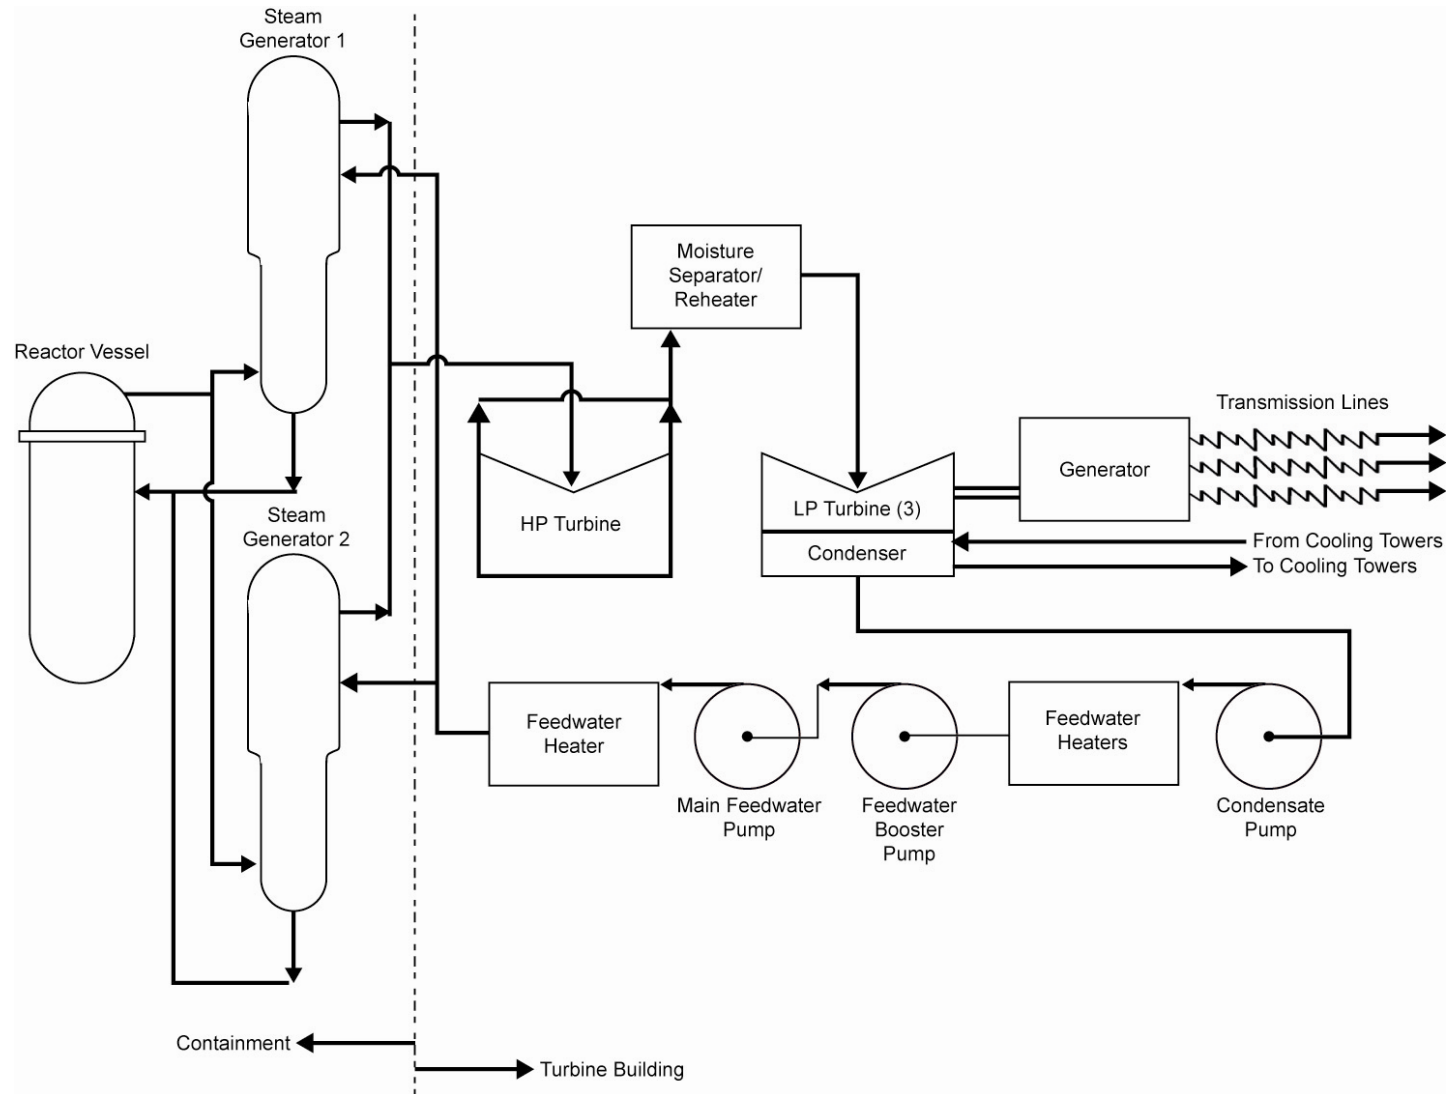 Steam
Generator 1
Moisture
Separator/
Reheater
Reactor Vessel
Transmission Lines
Generator
HP Turbine
LP Turbine (3)
Condenser
From Cooling Towers
To Cooling Towers
Steam
Generator 2
Feedwater
Heater
Main Feedwater
Pump
Feedwater
Booster
Pump
Feedwater
Heaters
Condensate
Pump
Containment
Turbine Building